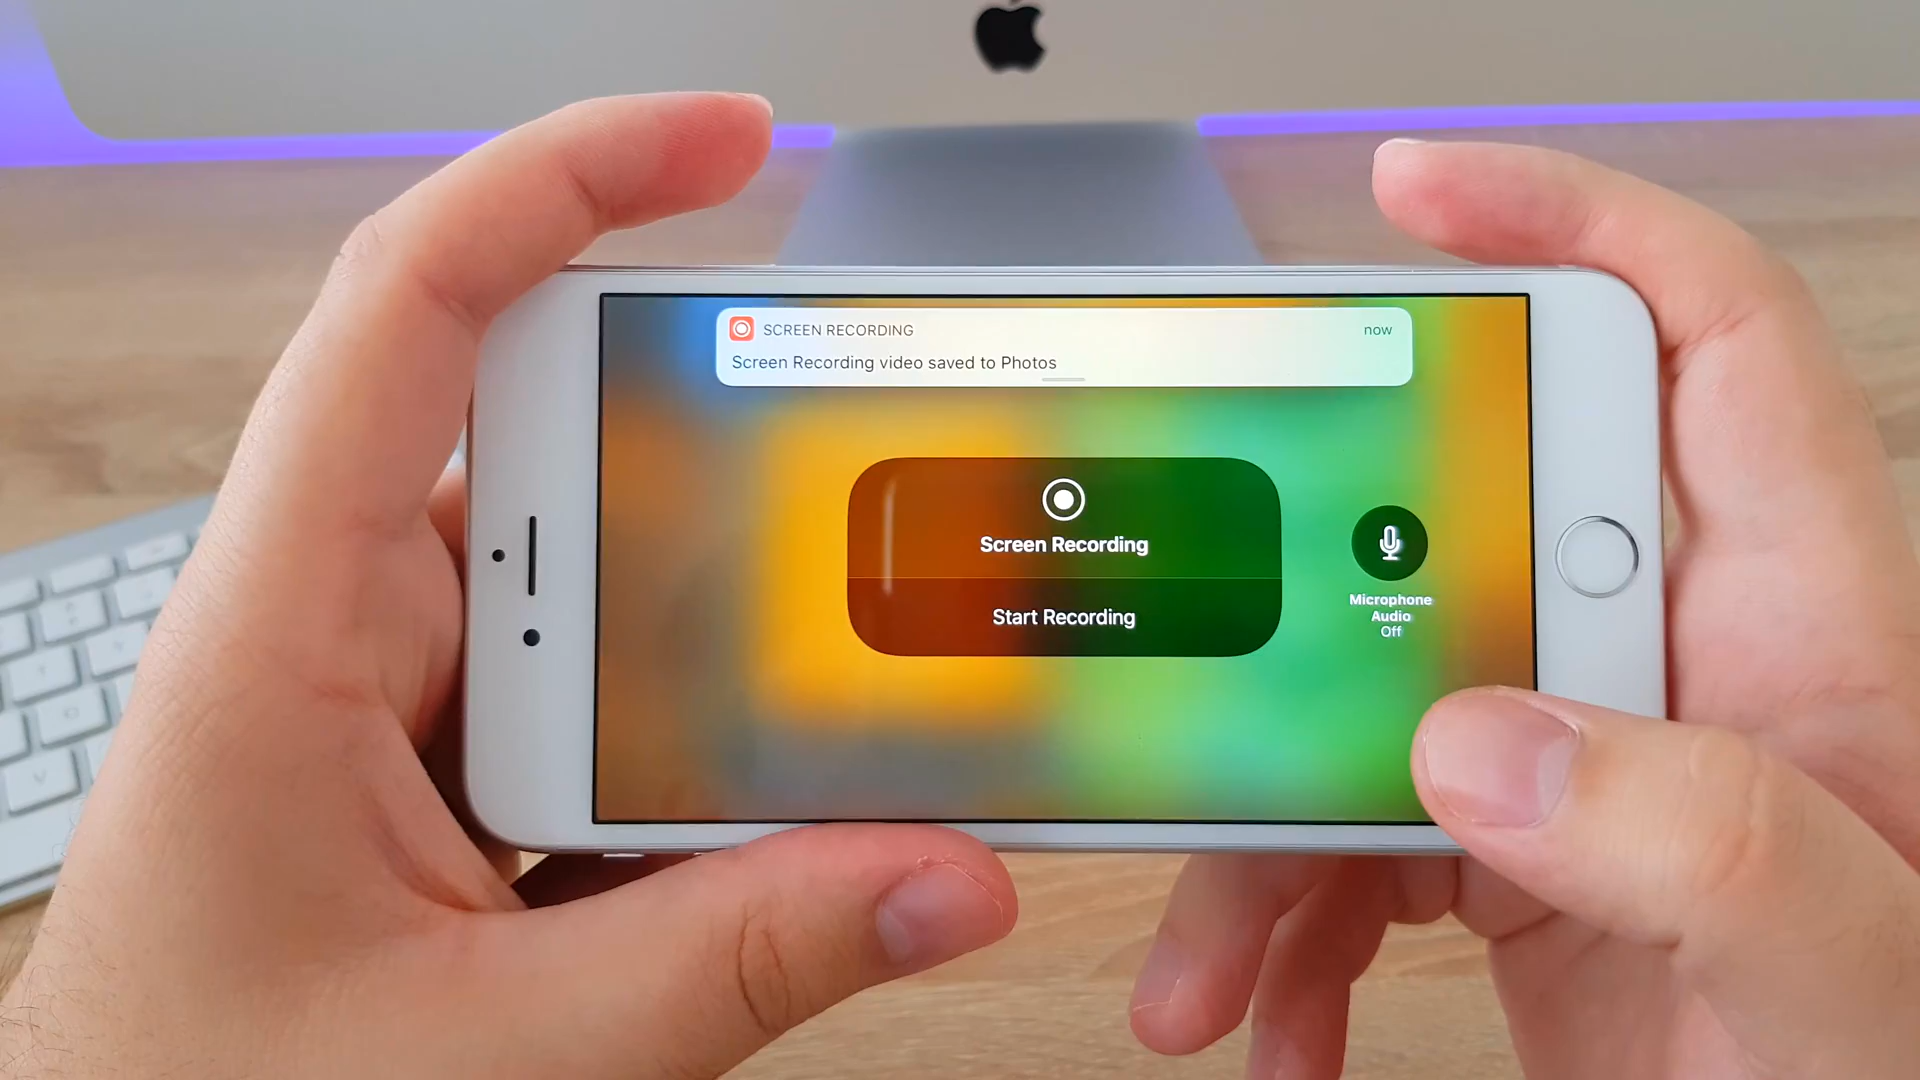 SCREEN RECORDING
now
Screen Recording video saved to Photos
Screen Recording
Start Recording
Microphone
Audio
Off
V